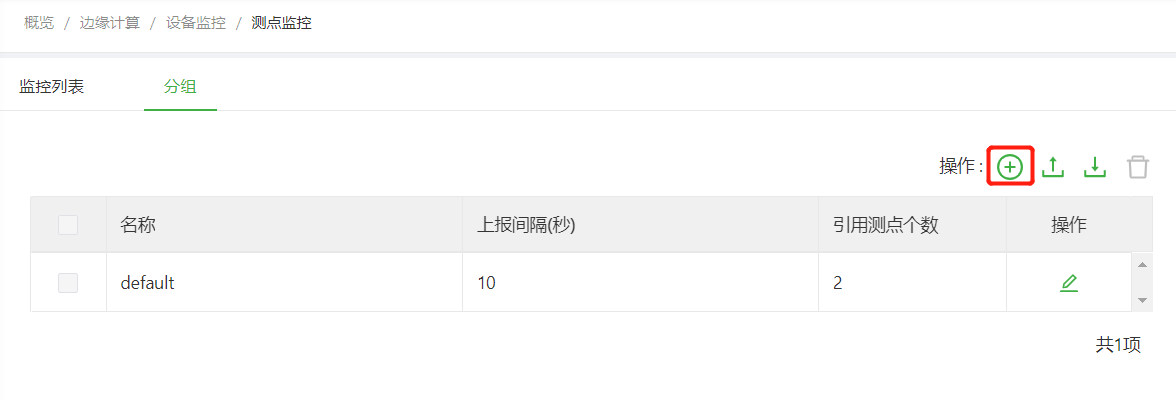 概览 / 边缘计算 / 设备监控 / 测点监控
监控列表 分组
操作 :
名称 上报间隔(秒) 引用测点个数 操作
default 10 2
共1项